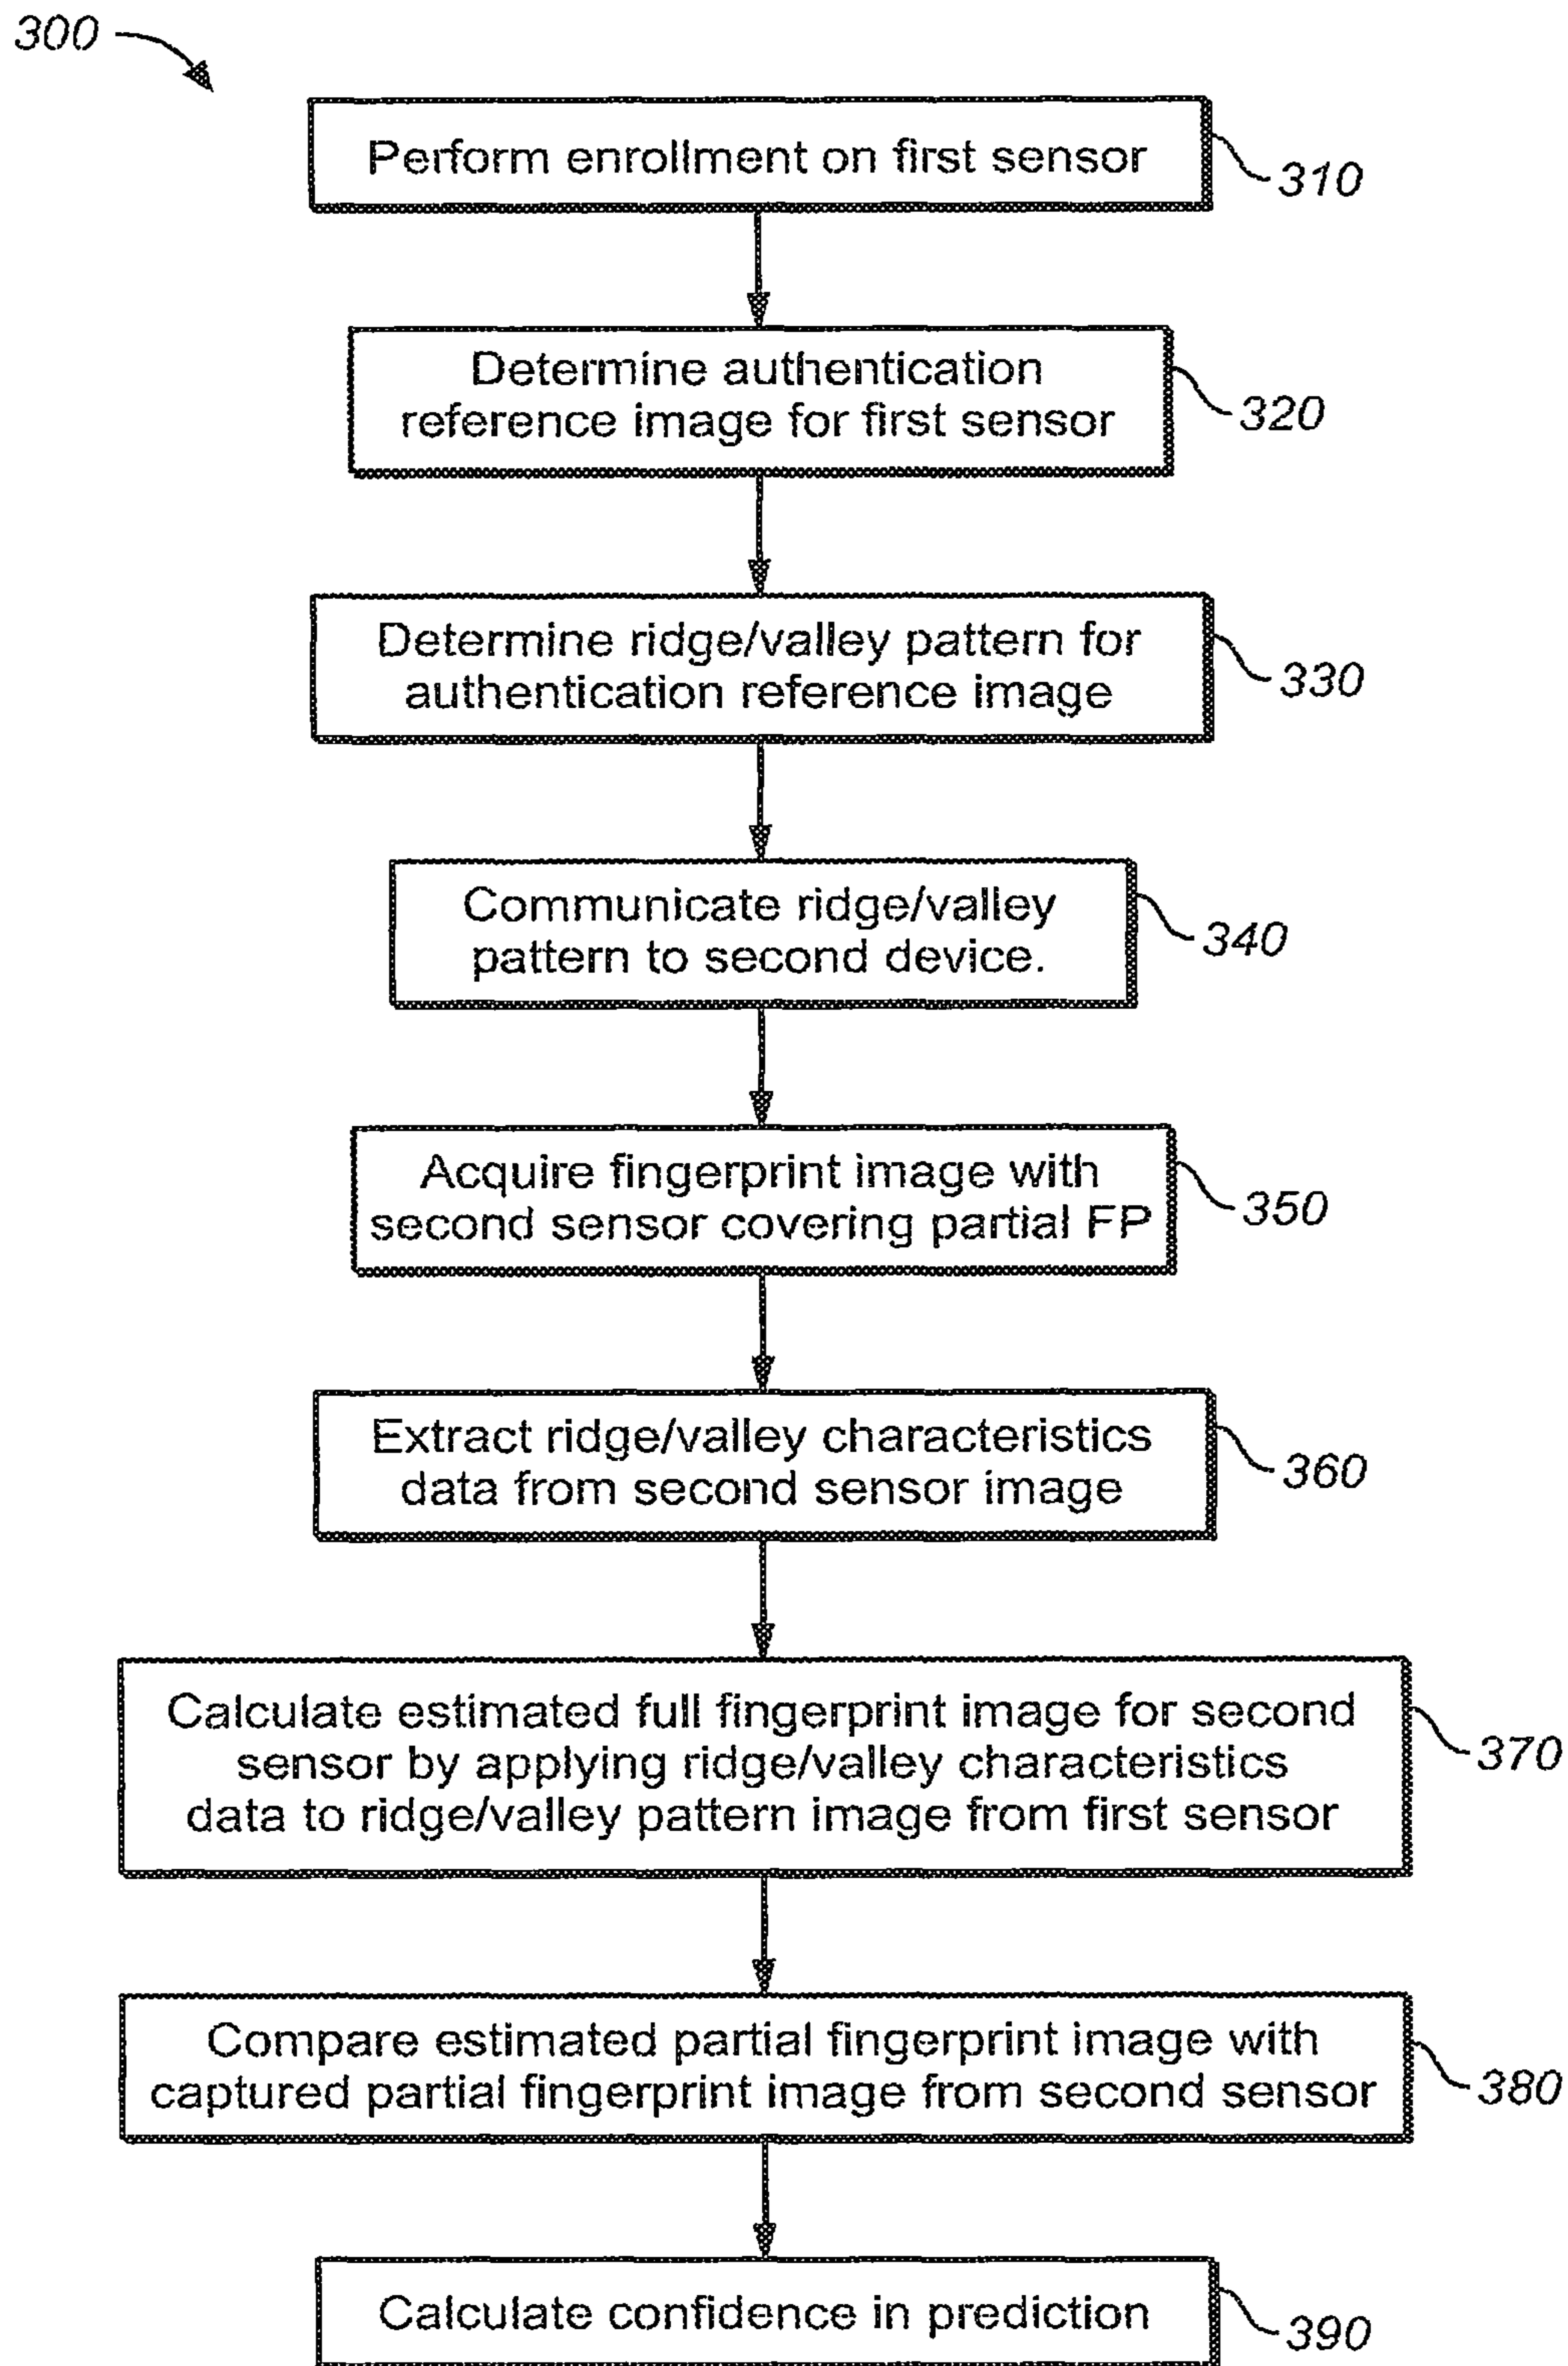 300
Perform enrollment on first sensor
310
Determine authentication
reference image for first sensor
320
Determine ridge/valley pattern for
authentication reference image
330
Communicate ridge/valley
pattern to second device.
340
Acquire fingerprint image with
second sensor covering partial FP
350
Extract ridge/valley characteristics
data from second sensor image
360
Calculate estimated full fingerprint image for second
sensor by applying ridge/valley characteristics
data to ridge/valley pattern image from first sensor
370
Compare estimated partial fingerprint image with
captured partial fingerprint image from second sensor
380
Calculate confidence in prediction
390